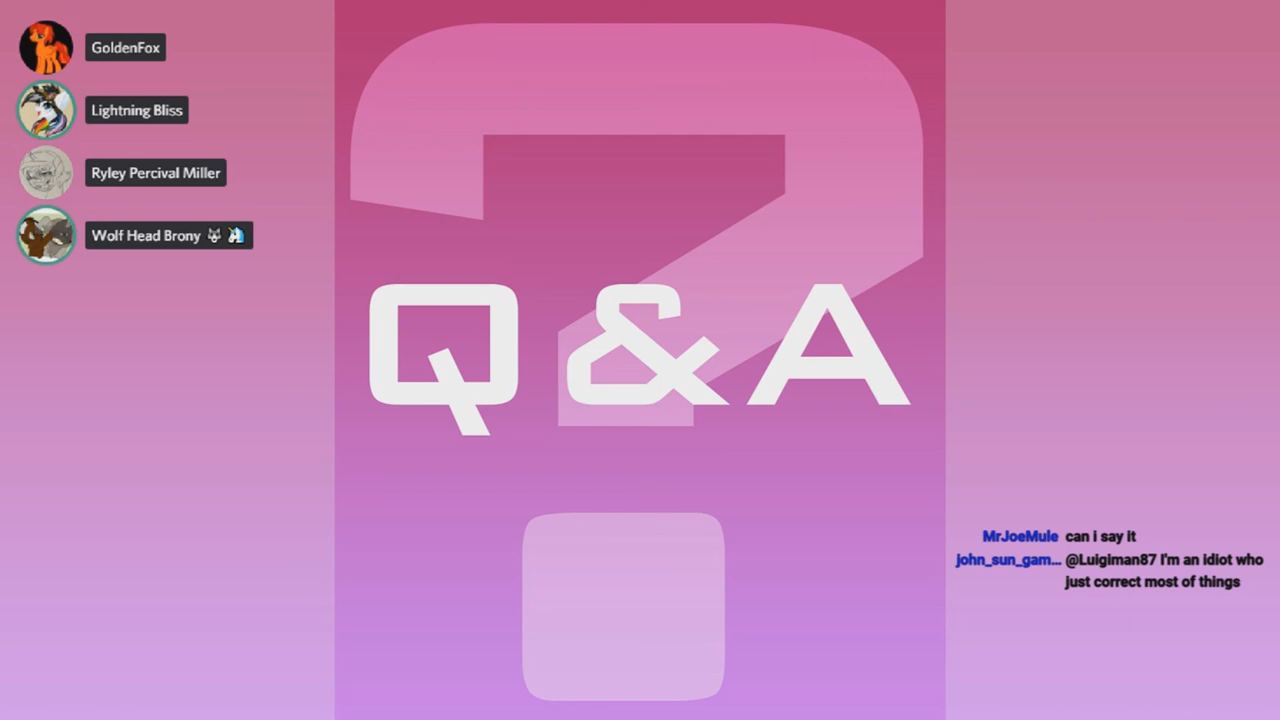 GoldenFox
Lightning Bliss
Ryley Percival Miller
Wolf Head Brony 🐺 🦄
Q & A
MrJoeMule can i say it
john_sun_gam... @Luigiman87 I'm an idiot who
just correct most of things